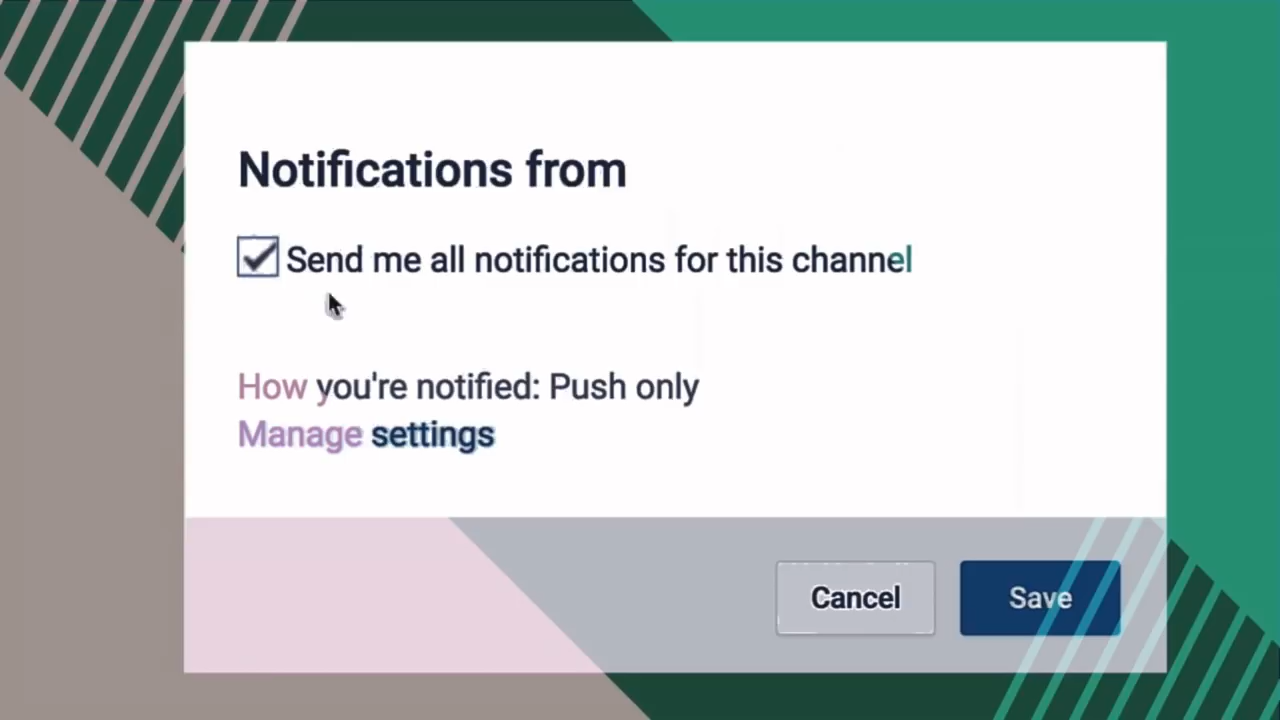 Notifications from
Send me all notifications for this channel
How you're notified: Push only
Manage settings
Cancel
Save